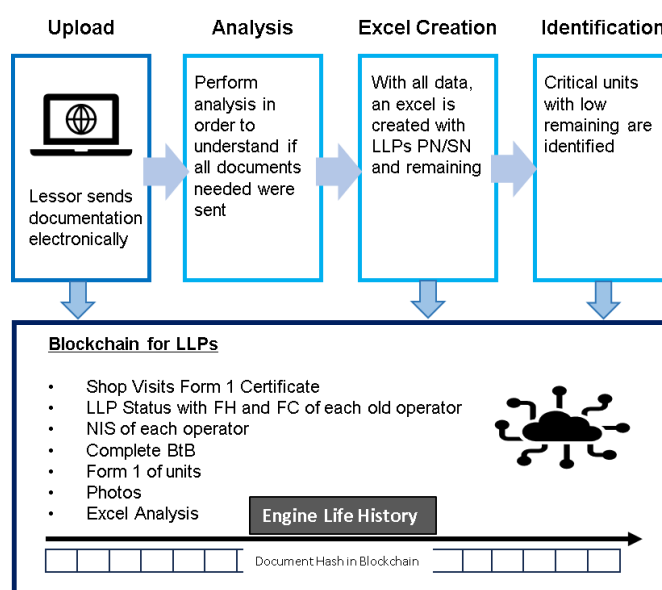 Upload
Analysis
Excel Creation
Identification
Lessor sends
documentation
electronically
Perform
analysis in
order to
understand if
all documents
needed were
sent
With all data,
an excel is
created with
LLPs PN/SN
and remaining
Critical units
with low
remaining are
identified
Blockchain for LLPs
• Shop Visits Form 1 Certificate
• LLP Status with FH and FC of each old operator
• NIS of each operator
• Complete BtB
• Form 1 of units
• Photos
• Excel Analysis
Engine Life History
Document Hash in Blockchain